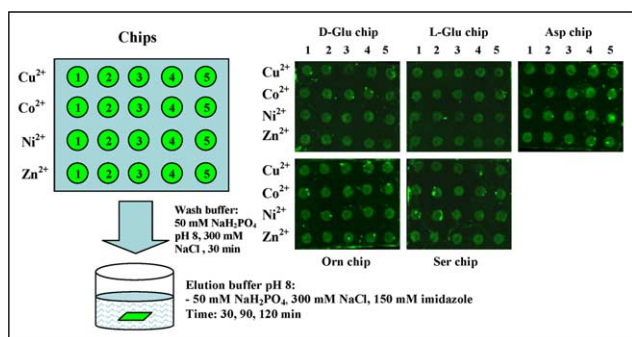 Chips
Cu2+ 1 2 3 4 5
Co2+ 1 2 3 4 5
Ni2+ 1 2 3 4 5
Zn2+ 1 2 3 4 5
Wash buffer:
50 mM NaH2PO4
pH 8, 300 mM
NaCl , 30 min
Elution buffer pH 8:
- 50 mM NaH2PO4, 300 mM NaCl, 150 mM imidazole
Time: 30, 90, 120 min
D-Glu chip L-Glu chip Asp chip
1 2 3 4 5 1 2 3 4 5 1 2 3 4 5
Cu2+
Co2+
Ni2+
Zn2+
Cu2+
Co2+
Ni2+
Zn2+
Orn chip Ser chip